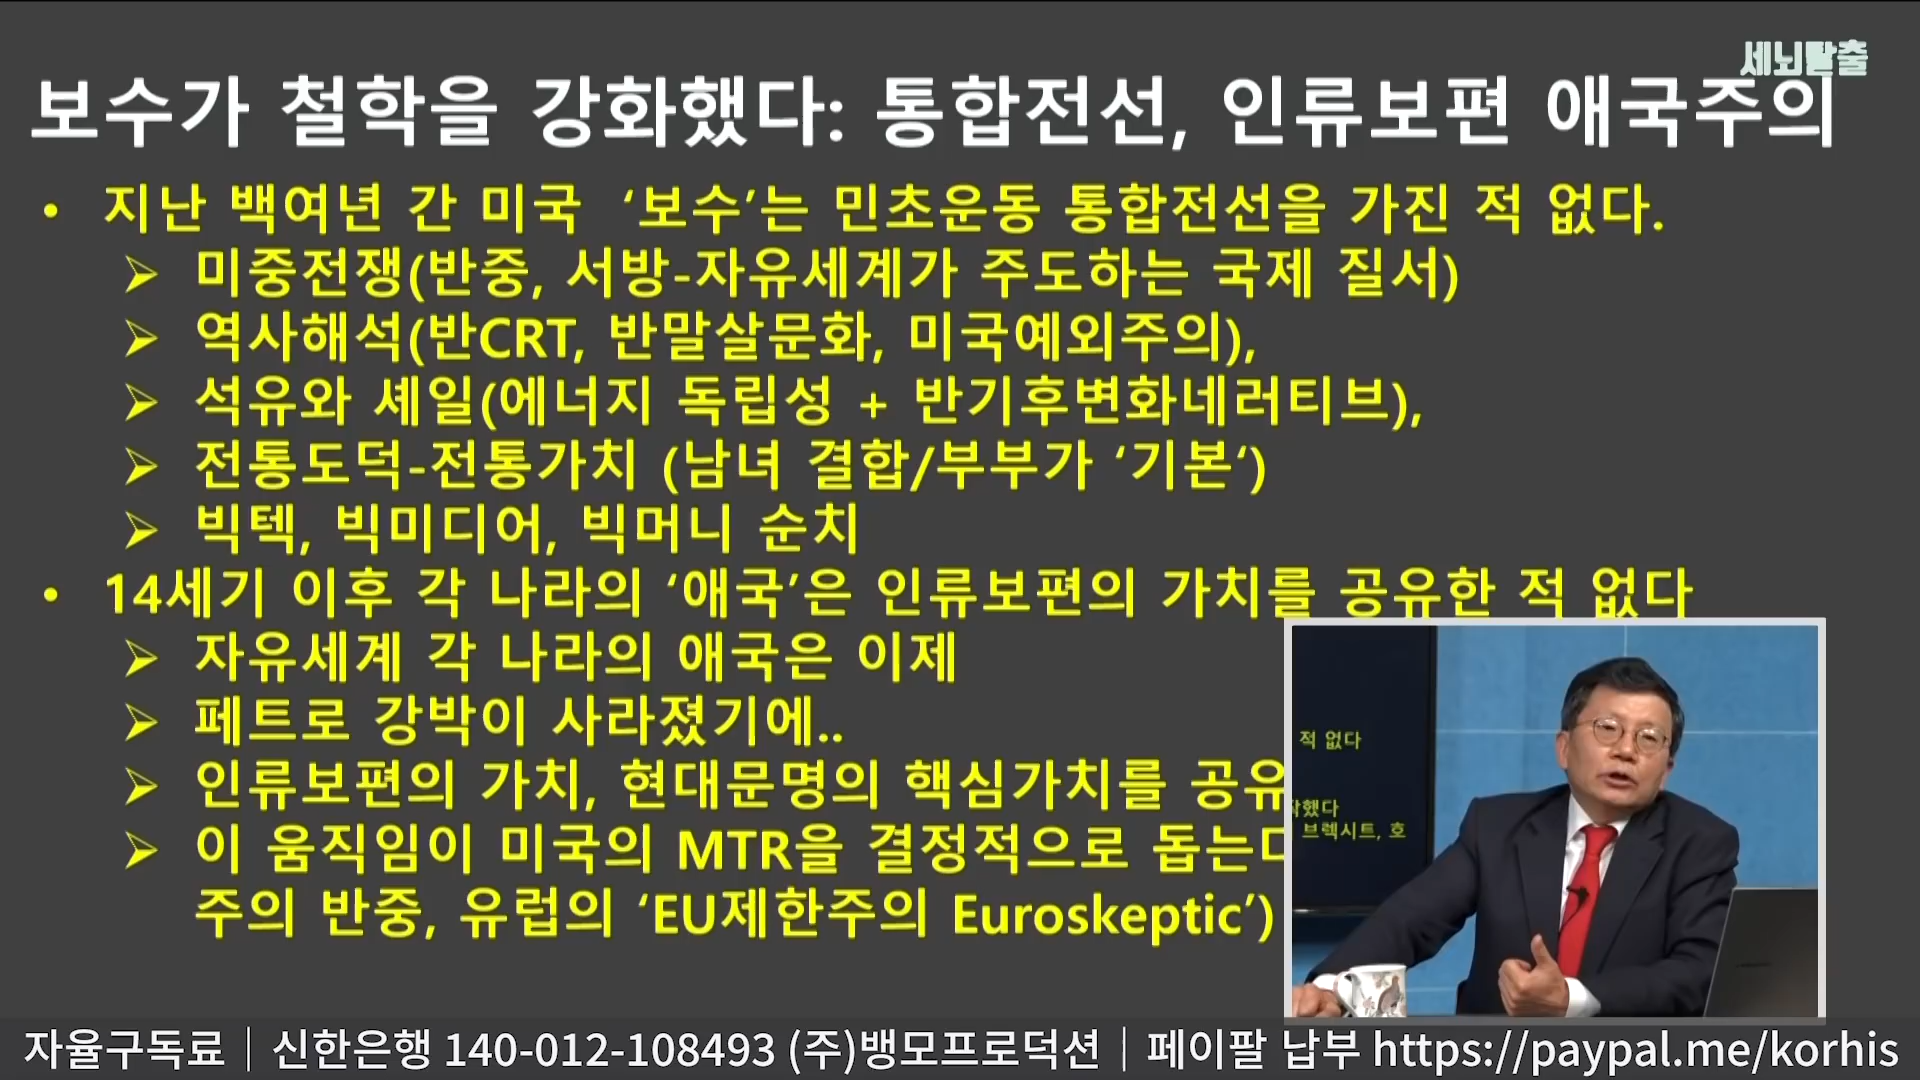 세뇌탈출
보수가 철학을 강화했다: 통합전선, 인류보편 애국주의
• 지난 백여년 간 미국 ‘보수’는 민초운동 통합전선을 가진 적 없다.
➢ 미중전쟁(반중, 서방-자유세계가 주도하는 국제 질서)
➢ 역사해석(반CRT, 반말살문화, 미국예외주의),
➢ 석유와 셰일(에너지 독립성 + 반기후변화네러티브),
➢ 전통도덕-전통가치 (남녀 결합/부부가 ‘기본‘)
➢ 빅텍, 빅미디어, 빅머니 순치
• 14세기 이후 각 나라의 ‘애국’은 인류보편의 가치를 공유한 적 없다
➢ 자유세계 각 나라의 애국은 이제
➢ 페트로 강박이 사라졌기에..
➢ 인류보편의 가치, 현대문명의 핵심가치를 공유
➢ 이 움직임이 미국의 MTR을 결정적으로 돕는다
주의 반중, 유럽의 ‘EU제한주의 Euroskeptic’)
적 없다
작했다
브렉시트, 호
자율구독료｜신한은행 140-012-108493 (주)뱅모프로덕션｜페이팔 납부 https://paypal.me/korhis